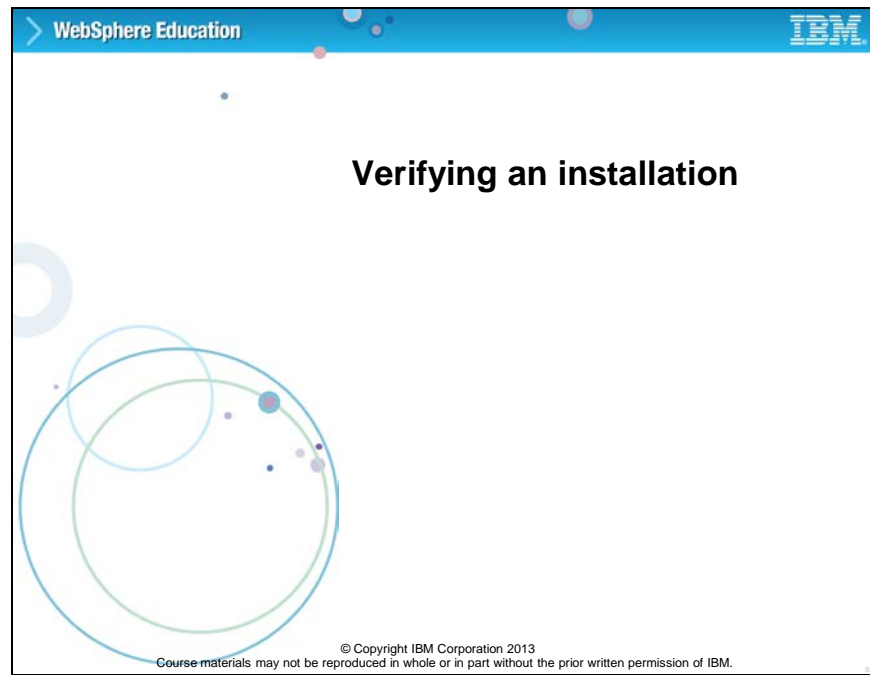 WebSphere Education
IBM
Verifying an installation
© Copyright IBM Corporation 2013
Course materials may not be reproduced in whole or in part without the prior written permission of IBM.